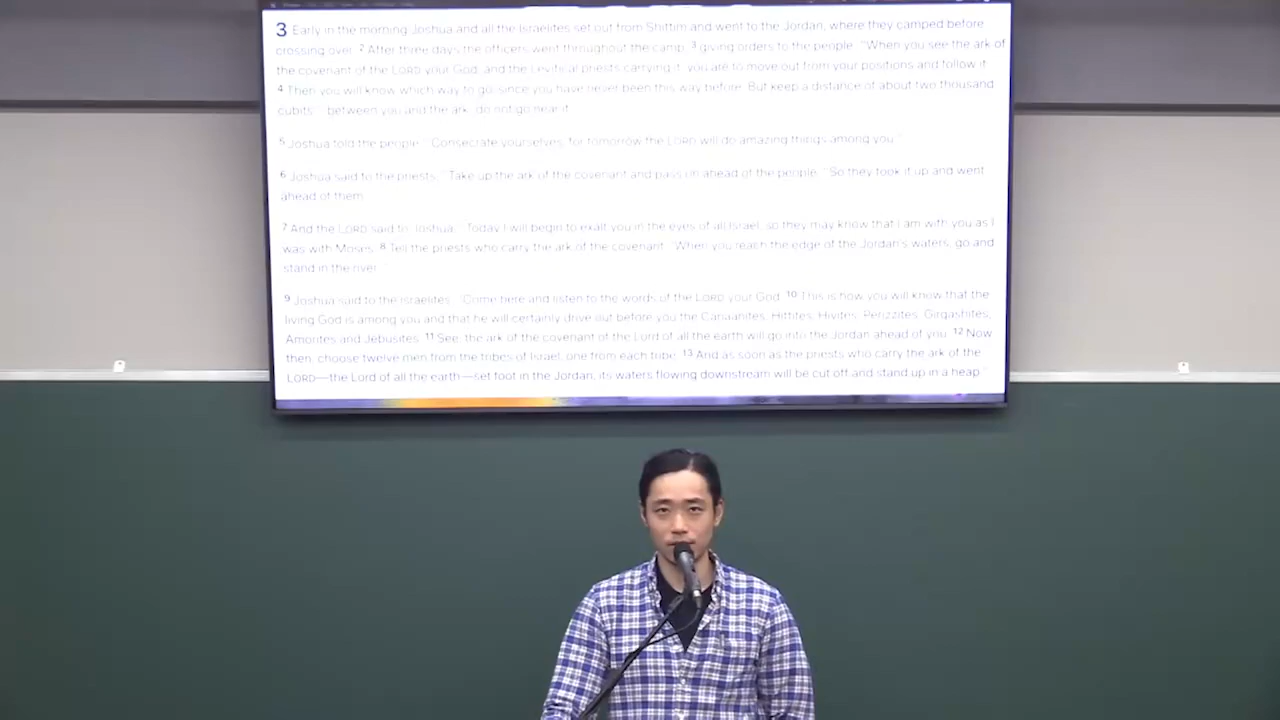 3 Early in the morning Joshua and all the Israelites set out from Shittim and went to the Jordan, where they camped before
crossing over. 2 After three days the officers went throughout the camp, 3 giving orders to the people: "When you see the ark of
the covenant of the LORD your God, and the Levitical priests carrying it, you are to move out from your positions and follow it.
4 Then you will know which way to go, since you have never been this way before. But keep a distance of about two thousand
cubits between you and the ark; do not go near it."
5 Joshua told the people, "Consecrate yourselves, for tomorrow the LORD will do amazing things among you."
6 Joshua said to the priests, "Take up the ark of the covenant and pass on ahead of the people." So they took it up and went
ahead of them.
7 And the LORD said to Joshua, "Today I will begin to exalt you in the eyes of all Israel, so they may know that I am with you as I
was with Moses. 8 Tell the priests who carry the ark of the covenant: 'When you reach the edge of the Jordan's waters, go and
stand in the river.'"
9 Joshua said to the Israelites, "Come here and listen to the words of the LORD your God. 10 This is how you will know that the
living God is among you and that he will certainly drive out before you the Canaanites, Hittites, Hivites, Perizzites, Girgashites,
Amorites and Jebusites. 11 See, the ark of the covenant of the Lord of all the earth will go into the Jordan ahead of you. 12 Now
then, choose twelve men from the tribes of Israel, one from each tribe. 13 And as soon as the priests who carry the ark of the
LORD—the Lord of all the earth—set foot in the Jordan, its waters flowing downstream will be cut off and stand up in a heap."